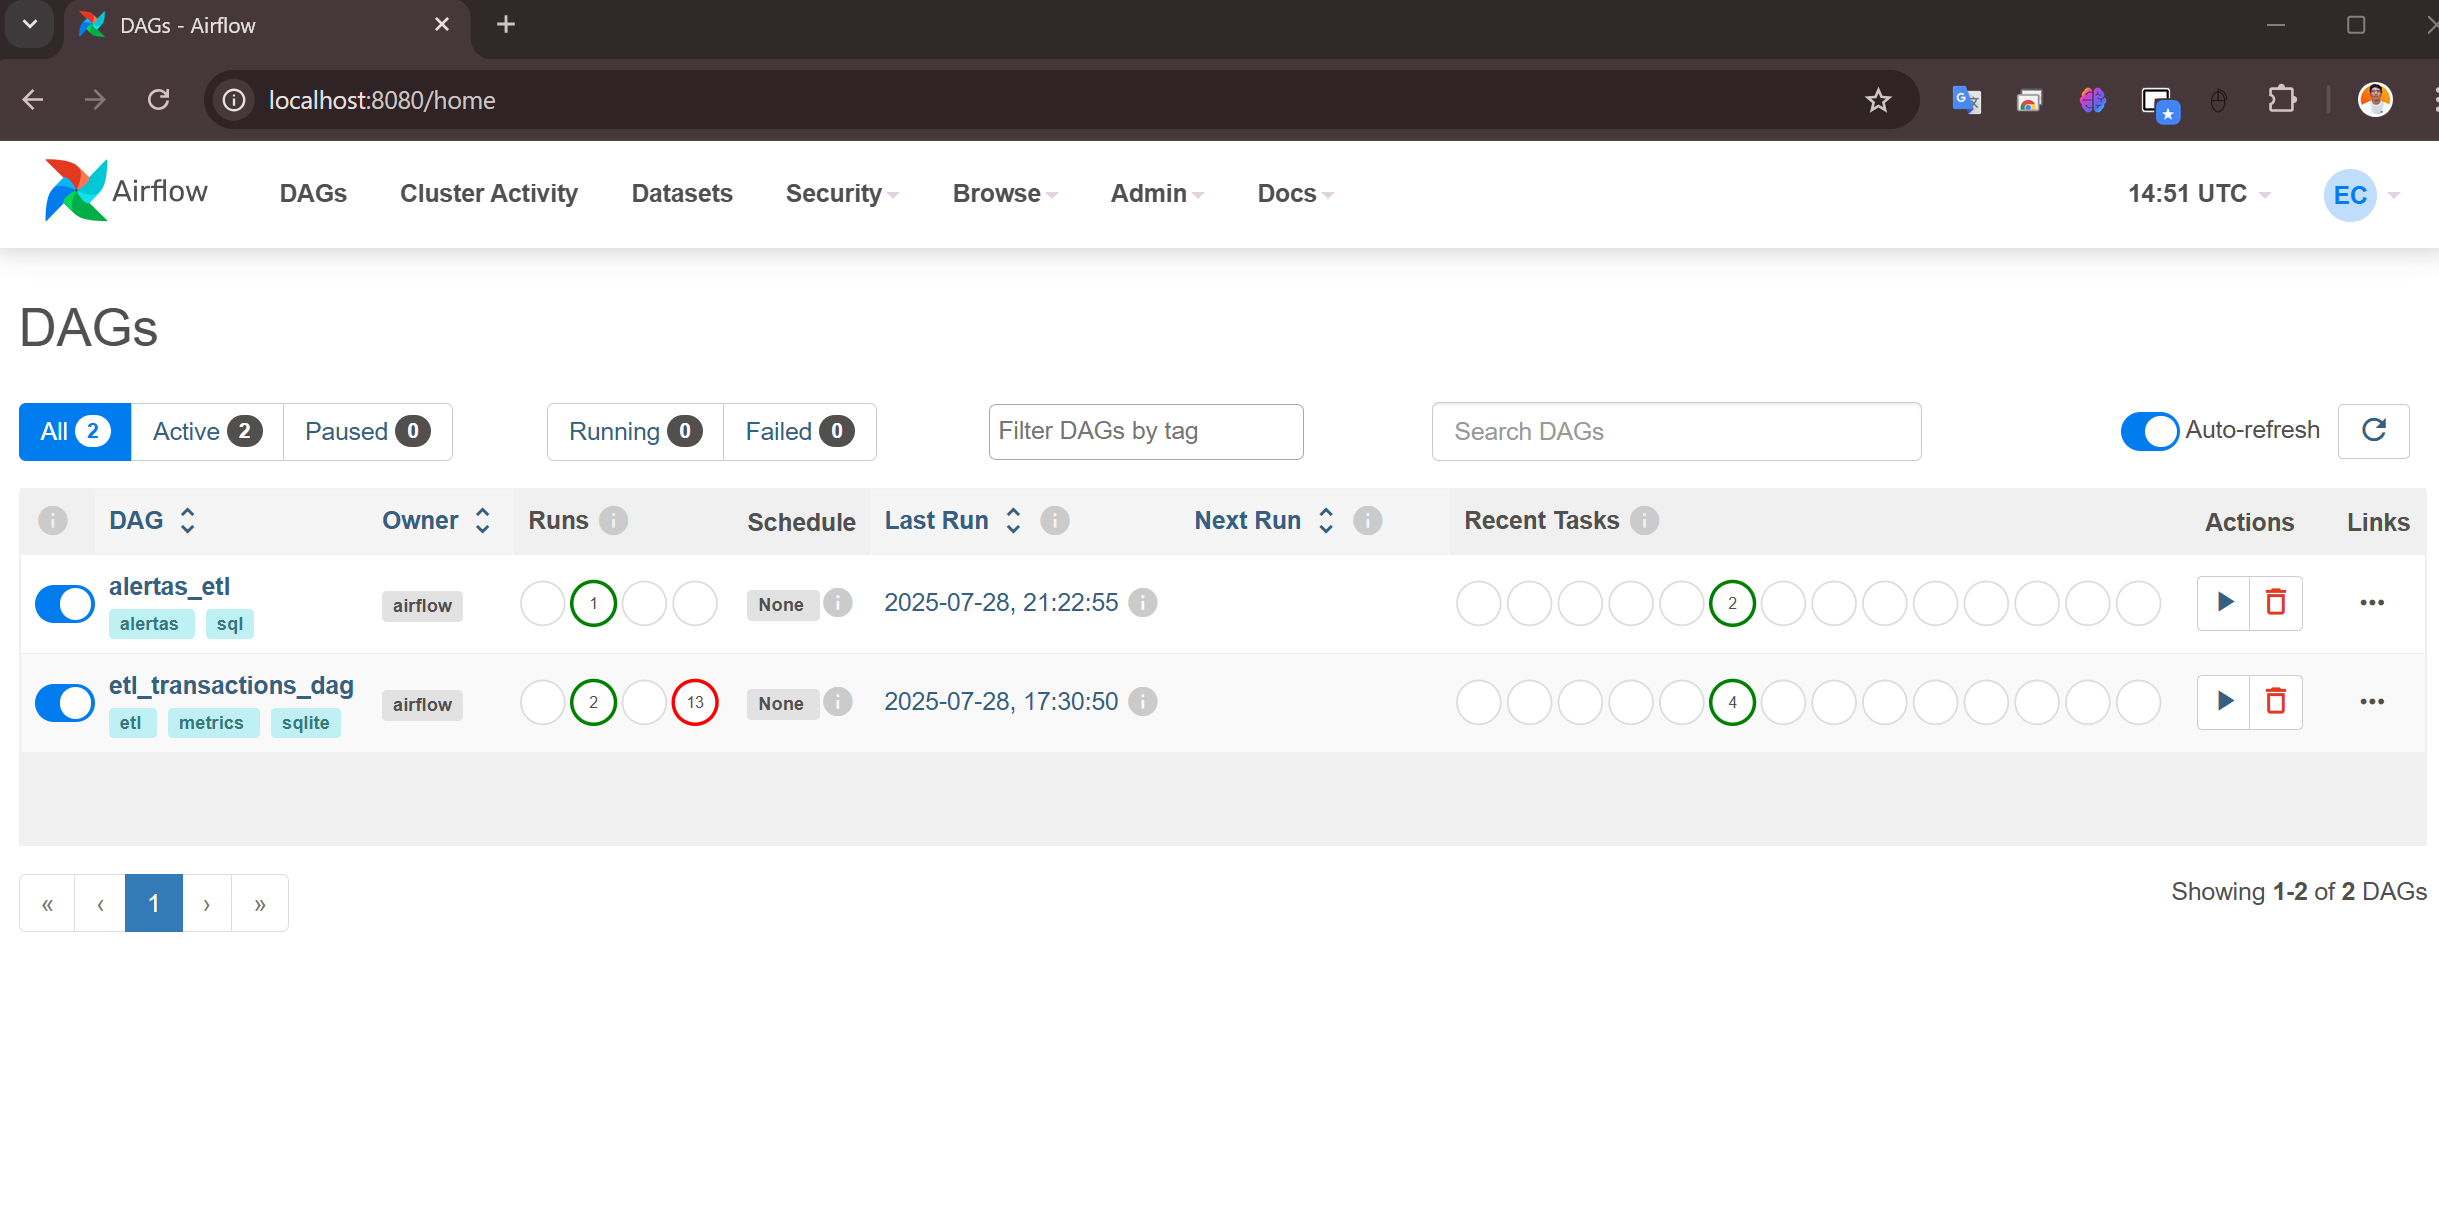 DAGs - Airflow
localhost:8080/home
Airflow DAGs Cluster Activity Datasets Security Browse Admin Docs 14:51 UTC EC
DAGs
All 2 Active 2 Paused 0 Running 0 Failed 0 Filter DAGs by tag Search DAGs Auto-refresh
DAG Owner Runs Schedule Last Run Next Run Recent Tasks Actions Links
alertas_etl airflow 1 None 2025-07-28, 21:22:55 2
alertas sql
etl_transactions_dag airflow 2 13 None 2025-07-28, 17:30:50 4
etl metrics sqlite
« ‹ 1 › » Showing 1-2 of 2 DAGs